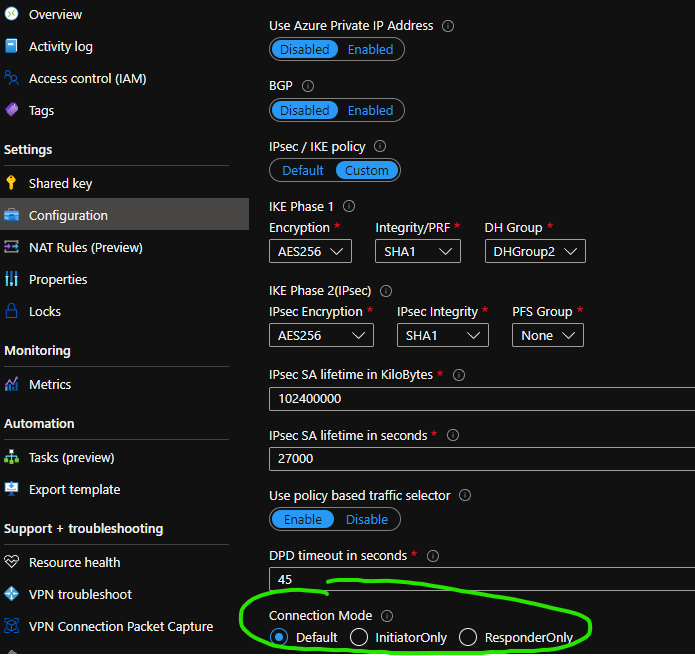 Overview
Activity log
Access control (IAM)
Tags
Settings
Shared key
Configuration
NAT Rules (Preview)
Properties
Locks
Monitoring
Metrics
Automation
Tasks (preview)
Export template
Support + troubleshooting
Resource health
VPN troubleshoot
VPN Connection Packet Capture
Use Azure Private IP Address
Disabled Enabled
BGP
Disabled Enabled
IPsec / IKE policy
Default Custom
IKE Phase 1
Encryption * Integrity/PRF * DH Group *
AES256 SHA1 DHGroup2
IKE Phase 2(IPsec)
IPsec Encryption * IPsec Integrity * PFS Group *
AES256 SHA1 None
IPsec SA lifetime in KiloBytes *
102400000
IPsec SA lifetime in seconds *
27000
Use policy based traffic selector
Enable Disable
DPD timeout in seconds *
45
Connection Mode
Default InitiatorOnly ResponderOnly